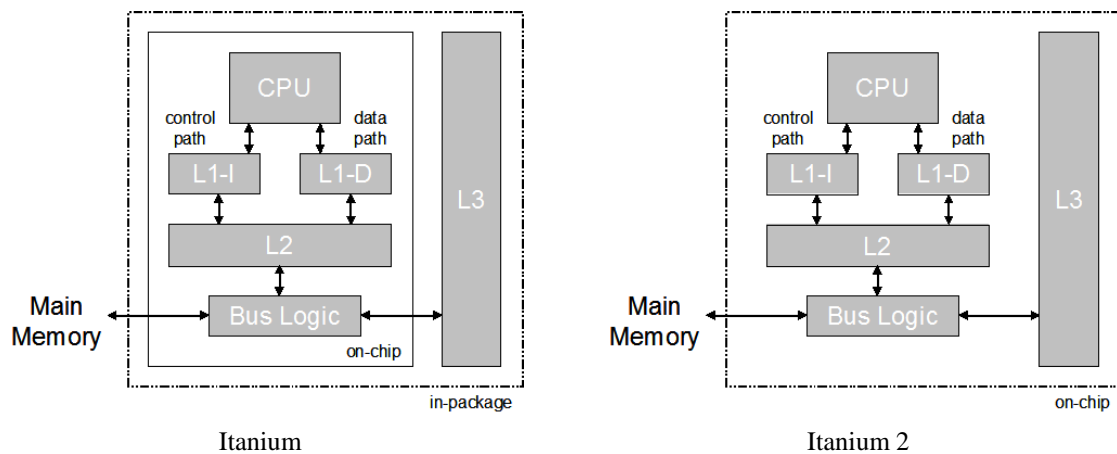 CPU
control
path
data
path
L1-I
L1-D
L2
L3
Main
Memory
Bus Logic
on-chip
in-package
Itanium
CPU
control
path
data
path
L1-I
L1-D
L2
L3
Main
Memory
Bus Logic
on-chip
Itanium 2